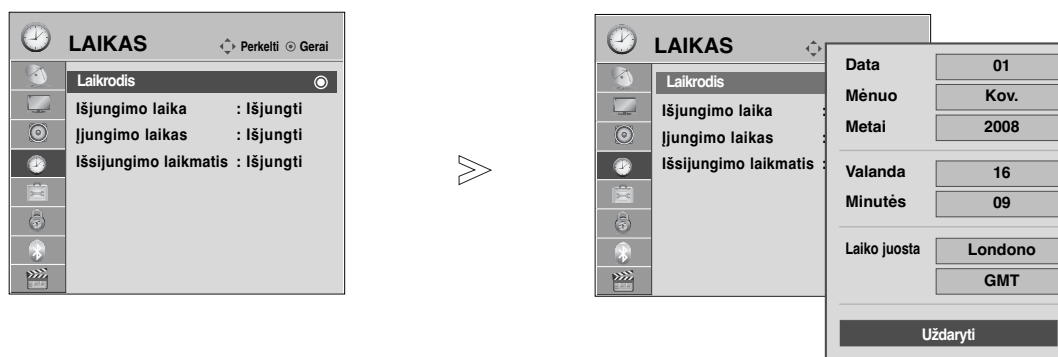 LAIKAS Perkelti Gerai
Laikrodis
Išjungimo laika : Išjungti
Įjungimo laikas : Išjungti
Išsijungimo laikmatis : Išjungti
LAIKAS
Laikrodis
Išjungimo laika :
Įjungimo laikas :
Išsijungimo laikmatis :
Data 01
Mėnuo Kov.
Metai 2008
Valanda 16
Minutės 09
Laiko juosta Londono
GMT
Uždaryti